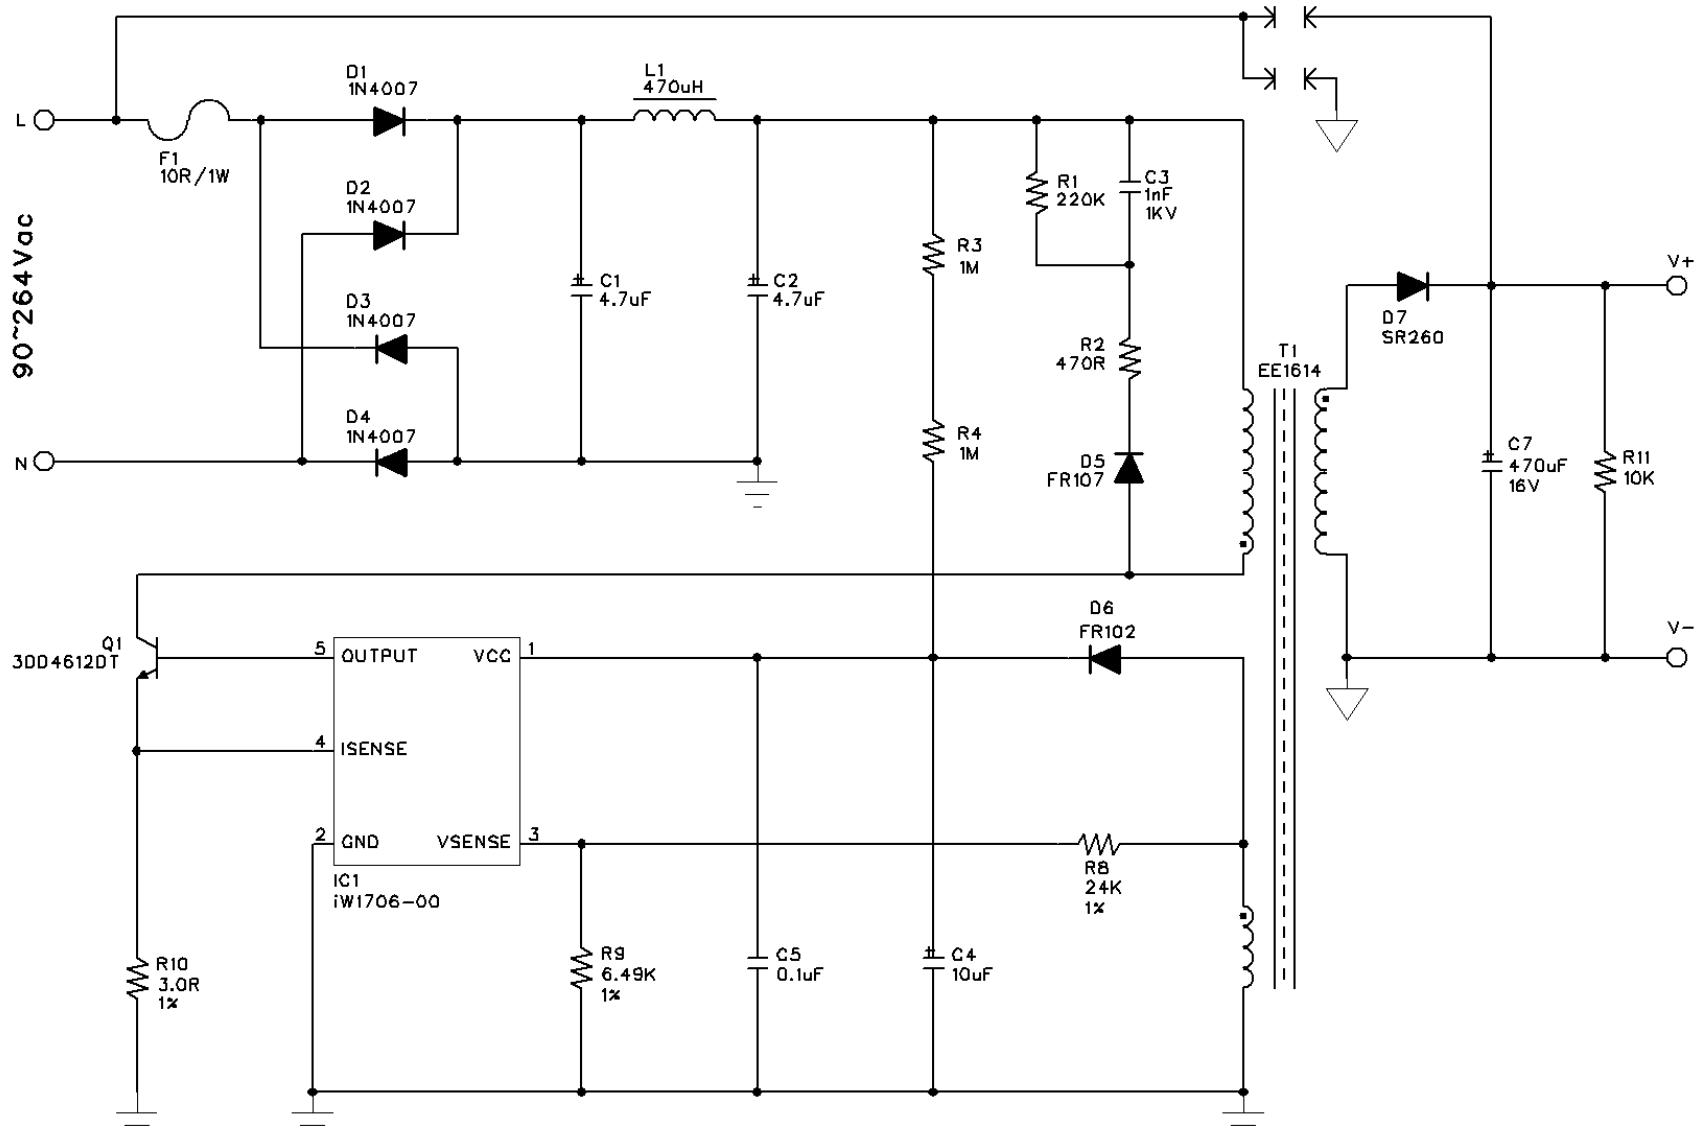 L
F1
10R/1W
90~264Vac
N
D1
1N4007
D2
1N4007
D3
1N4007
D4
1N4007
L1
470uH
C1
4.7uF
C2
4.7uF
R3
1M
R4
1M
R1
220K
C3
1nF
1KV
R2
470R
D5
FR107
T1
EE1614
D7
SR260
C7
470uF
16V
R11
10K
V+
V-
Q1
3DD4612DT
5 OUTPUT
VCC 1
4 ISENSE
2 GND
VSENSE 3
IC1
iW1706-00
D6
FR102
R8
24K
1%
R10
3.0R
1%
R9
6.49K
1%
C5
0.1uF
C4
10uF